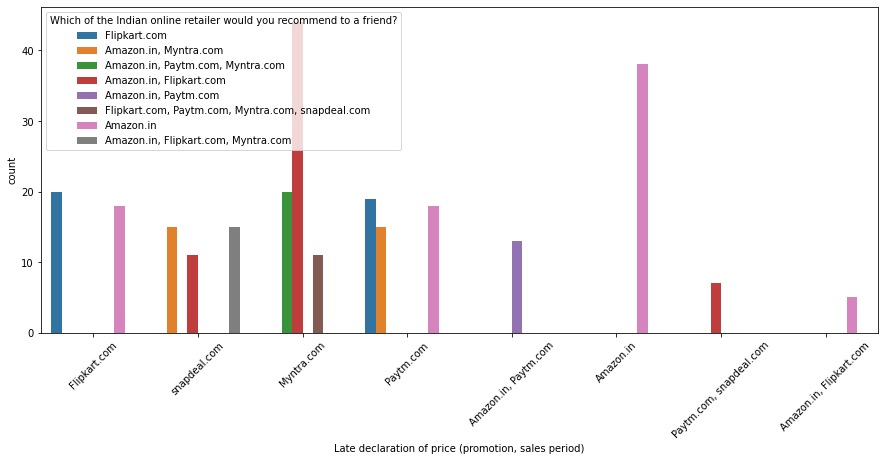 Which of the Indian online retailer would you recommend to a friend?
Flipkart.com
Amazon.in, Myntra.com
Amazon.in, Paytm.com, Myntra.com
Amazon.in, Flipkart.com
Amazon.in, Paytm.com
Flipkart.com, Paytm.com, Myntra.com, snapdeal.com
Amazon.in
Amazon.in, Flipkart.com, Myntra.com
40
30
20
10
0
count
Flipkart.com
snapdeal.com
Myntra.com
Paytm.com
Amazon.in, Paytm.com
Amazon.in
Paytm.com, snapdeal.com
Amazon.in, Flipkart.com
Late declaration of price (promotion, sales period)